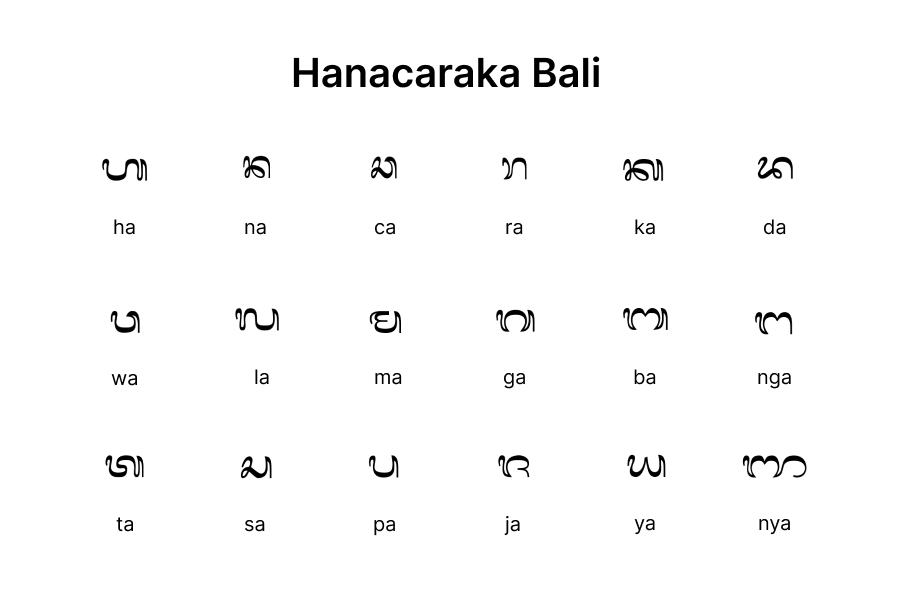 Hanacaraka Bali
ᬳ ᬦ ᬘ ᬭ ᬓ ᬤ
ha na ca ra ka da
ᬯ ᬮ ᬫ ᬕ ᬩ ᬗ
wa la ma ga ba nga
ᬢ ᬲ ᬧ ᬚ ᬬ ᬜ
ta sa pa ja ya nya